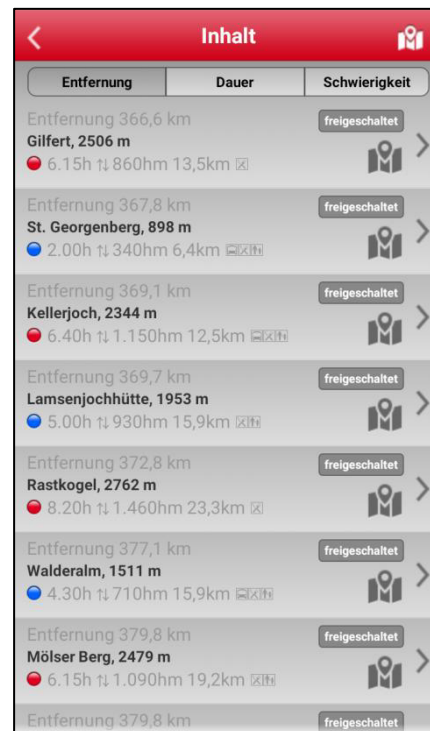 Inhalt
Entfernung Dauer Schwierigkeit
Entfernung 366,6 km freigeschaltet
Gilfert, 2506 m
6.15h ⇅ 860hm 13,5km
Entfernung 367,8 km freigeschaltet
St. Georgenberg, 898 m
2.00h ⇅ 340hm 6,4km
Entfernung 369,1 km freigeschaltet
Kellerjoch, 2344 m
6.40h ⇅ 1.150hm 12,5km
Entfernung 369,7 km freigeschaltet
Lamsenjochhütte, 1953 m
5.00h ⇅ 930hm 15,9km
Entfernung 372,8 km freigeschaltet
Rastkogel, 2762 m
8.20h ⇅ 1.460hm 23,3km
Entfernung 377,1 km freigeschaltet
Walderalm, 1511 m
4.30h ⇅ 710hm 15,9km
Entfernung 379,8 km freigeschaltet
Mölser Berg, 2479 m
6.15h ⇅ 1.090hm 19,2km
Entfernung 379,8 km freigeschaltet